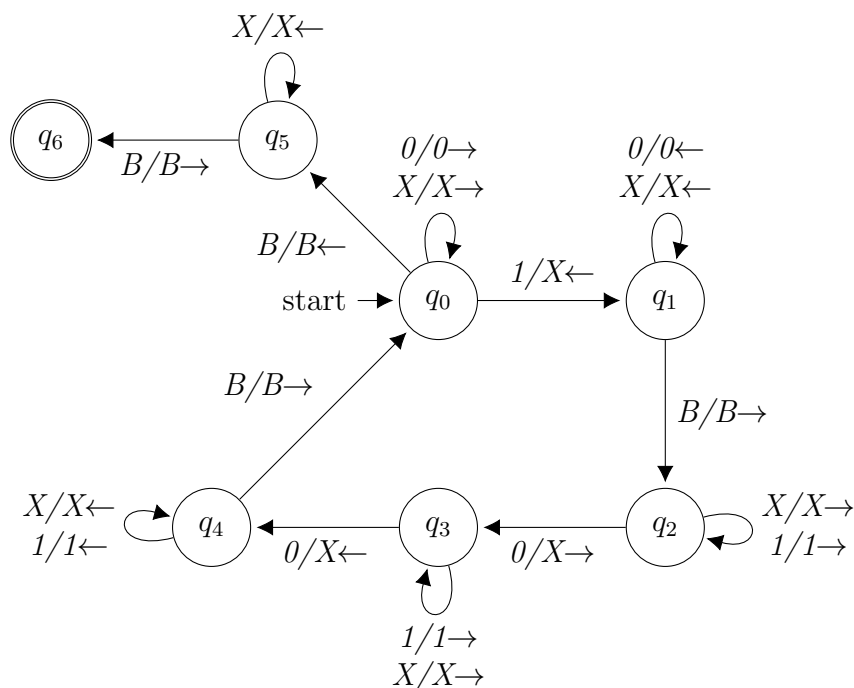 X/X←
q5
q6
B/B→
0/0→
X/X→
0/0←
X/X←
B/B←
start
q0
1/X←
q1
B/B→
B/B→
X/X←
1/1←
q4
0/X←
q3
0/X→
q2
X/X→
1/1→
1/1→
X/X→